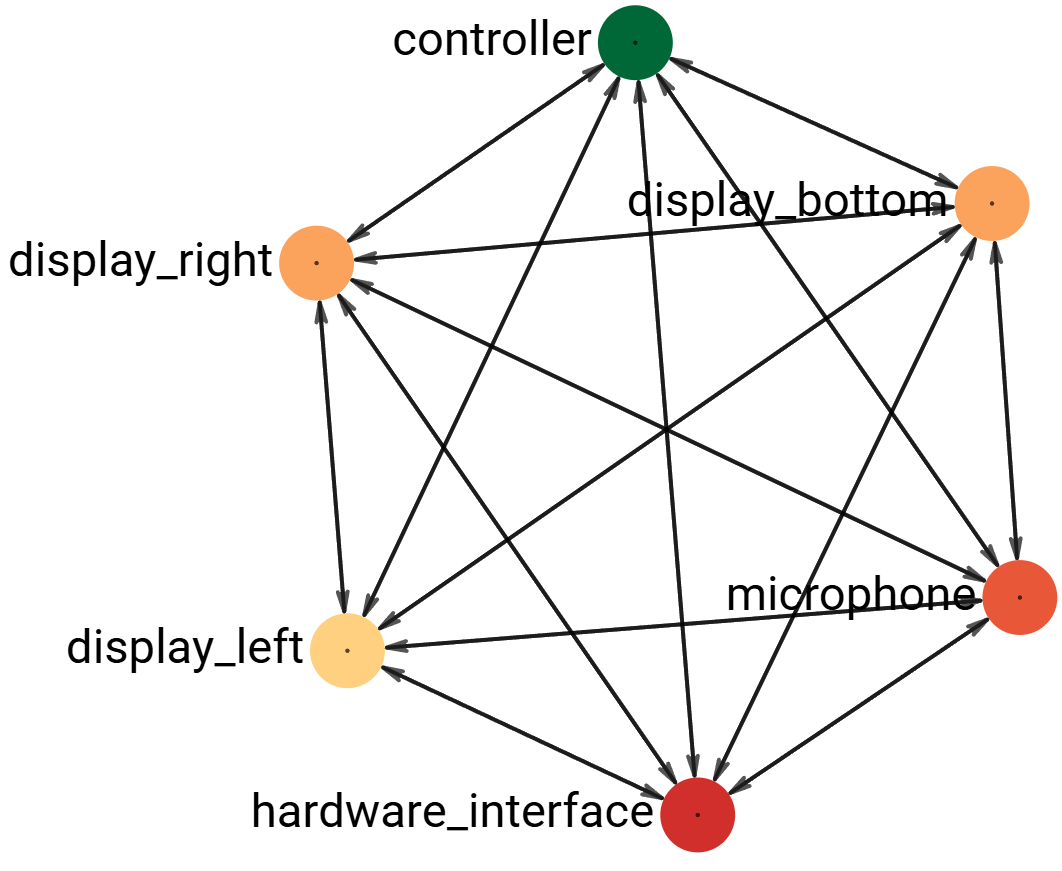 controller
display_bottom
display_right
microphone
display_left
hardware_interface